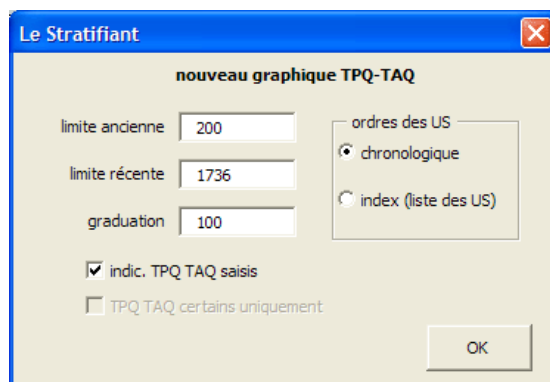 Le Stratifiant
nouveau graphique TPQ-TAQ
limite ancienne 200
limite récente 1736
graduation 100
ordres des US
chronologique
index (liste des US)
indic. TPQ TAQ saisis
TPQ TAQ certains uniquement
OK